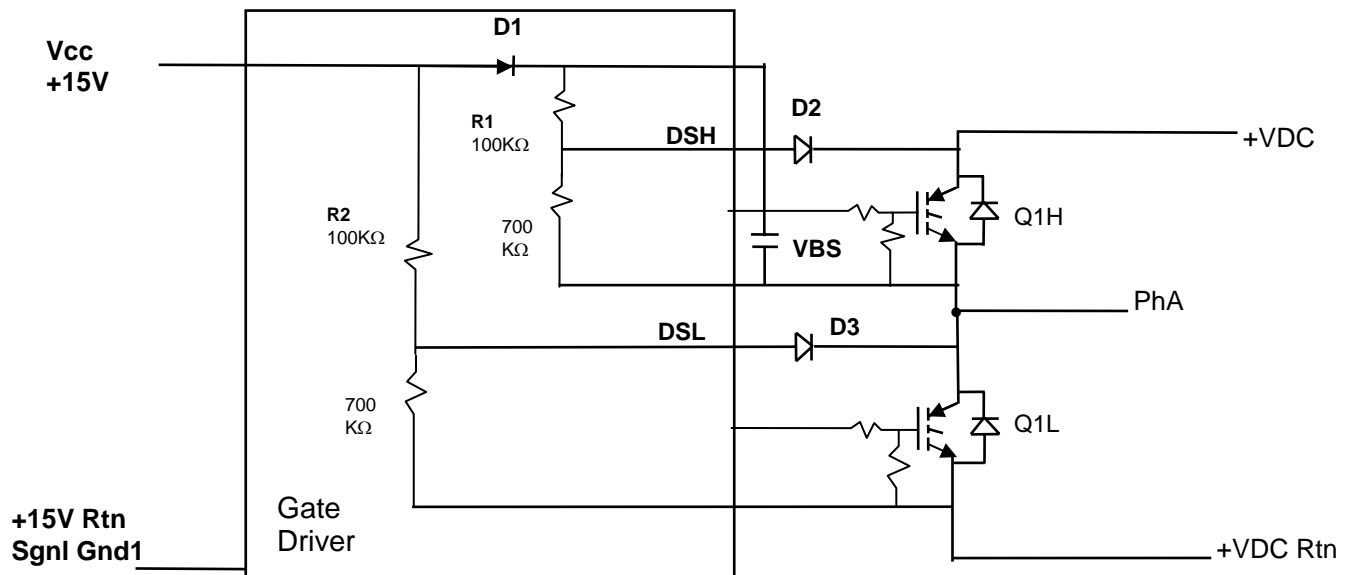 D1
Vcc
+15V
D2
R1
100KΩ
DSH
+VDC
R2
100KΩ
700
KΩ
Q1H
VBS
PhA
DSL
D3
700
KΩ
Q1L
Gate
Driver
+15V Rtn
Sgnl Gnd1
+VDC Rtn